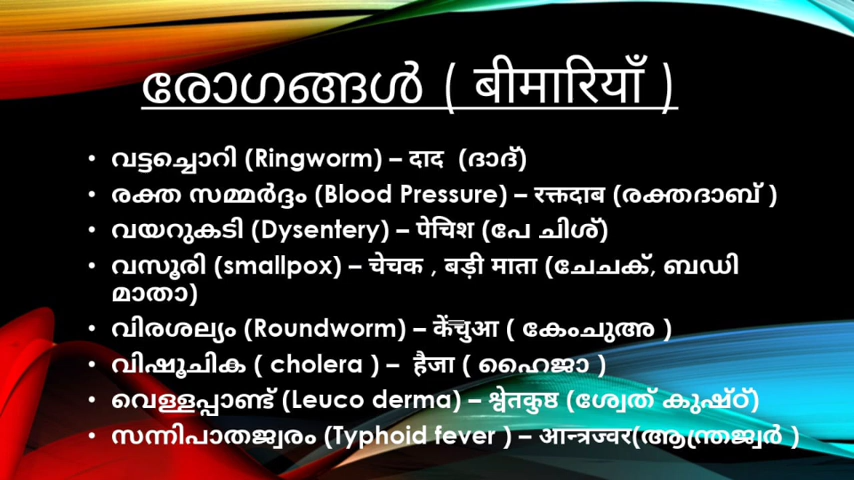 രോഗങ്ങൾ ( बीमारियाँ )
• വട്ടച്ചൊറി (Ringworm) – दाद (ദാദ്)
• രക്ത സമ്മർദ്ദം (Blood Pressure) – रक्तदाब (രക്തദാബ് )
• വയറുകടി (Dysentery) – पेचिश (പേ ചിശ്)
• വസൂരി (smallpox) – चेचक , बड़ी माता (ചേചക്, ബഡി
മാതാ)
• വിരശല്യം (Roundworm) – केंचुआ ( കേംചുആ )
• വിഷൂചിക ( cholera ) – हैजा ( ഹൈജാ )
• വെള്ളപ്പാണ്ട് (Leuco derma) – श्वेतकुष्ठ (ശ്വേത് കുഷ്ഠ്)
• സന്നിപാതജ്വരം (Typhoid fever ) – आन्त्रज्वर(ആന്ത്രജ്വർ )